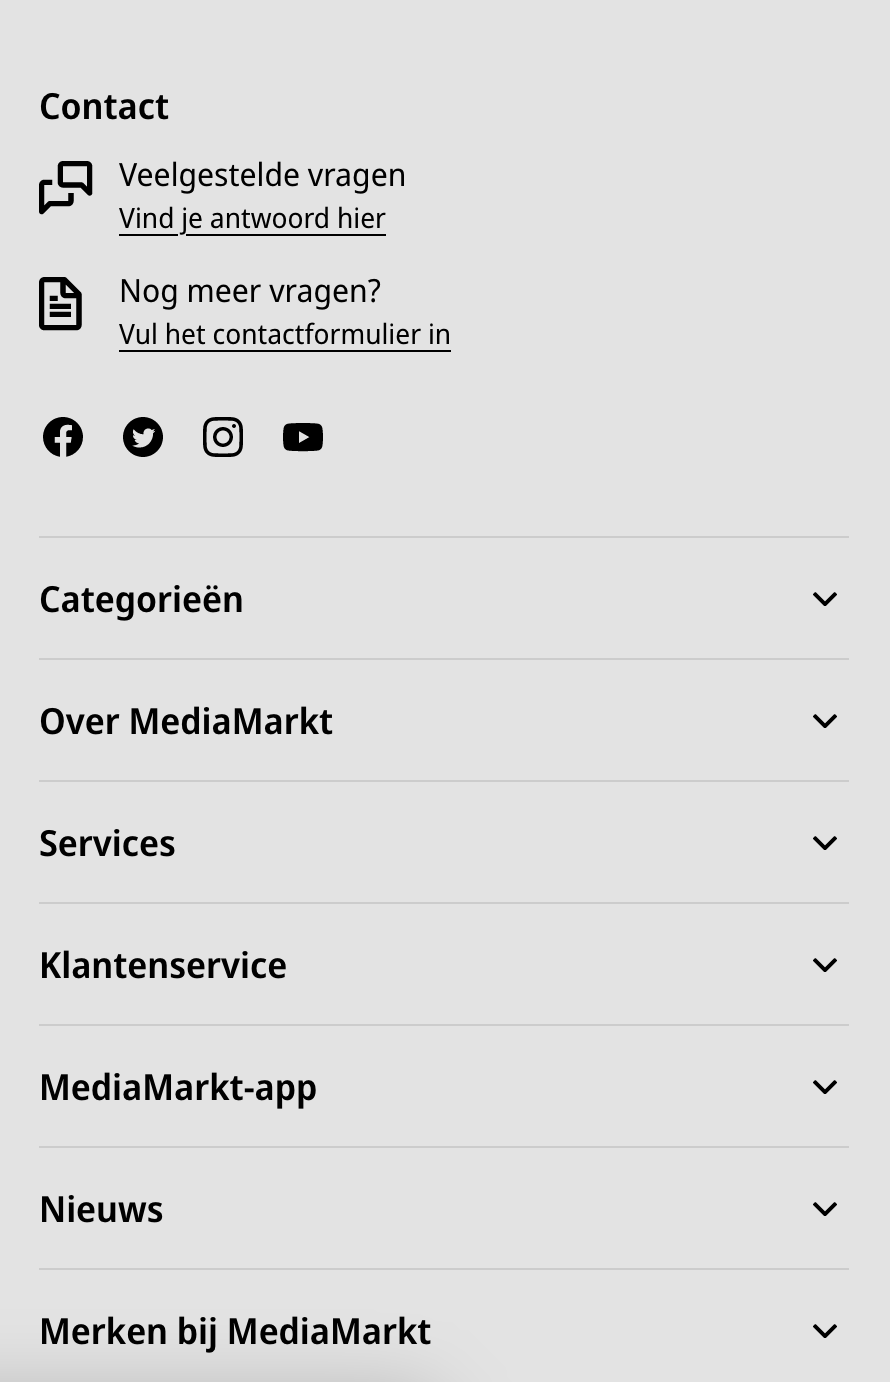 Contact
Veelgestelde vragen
Vind je antwoord hier
Nog meer vragen?
Vul het contactformulier in
Categorieën
Over MediaMarkt
Services
Klantenservice
MediaMarkt-app
Nieuws
Merken bij MediaMarkt